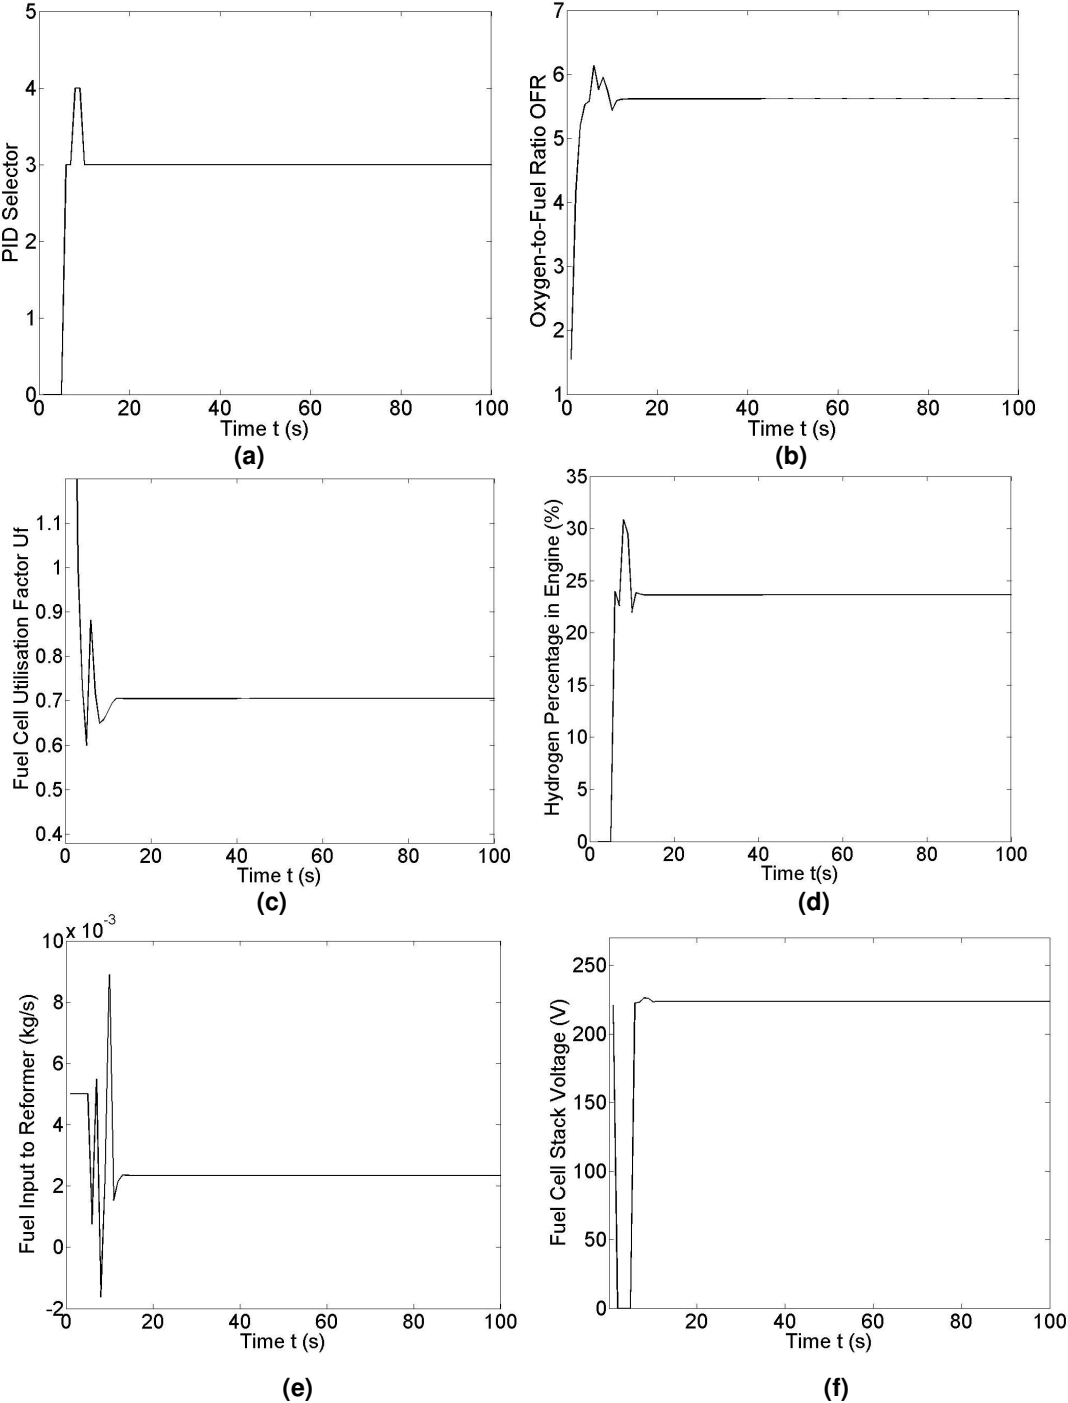 5
4
3
2
1
0
PID Selector
0 20 40 60 80 100
Time t (s)
(a)
7
6
5
4
3
2
1
Oxygen-to-Fuel Ratio OFR
0 20 40 60 80 100
Time t (s)
(b)
1.1
1
0.9
0.8
0.7
0.6
0.5
0.4
Fuel Cell Utilisation Factor Uf
0 20 40 60 80 100
Time t (s)
(c)
35
30
25
20
15
10
5
0
Hydrogen Percentage in Engine (%)
0 20 40 60 80 100
Time t(s)
(d)
x 10-3
10
8
6
4
2
0
-2
Fuel Input to Reformer (kg/s)
0 20 40 60 80 100
Time t (s)
(e)
250
200
150
100
50
0
Fuel Cell Stack Voltage (V)
0 20 40 60 80 100
Time t (s)
(f)